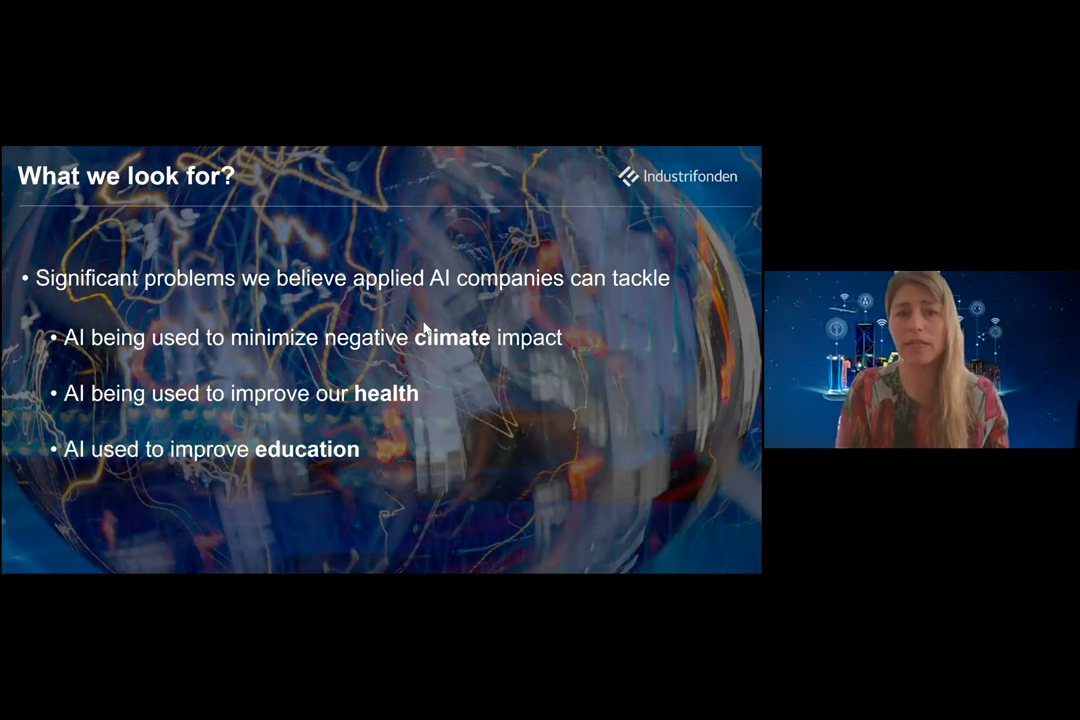 What we look for?
Industrifonden
• Significant problems we believe applied AI companies can tackle
• AI being used to minimize negative climate impact
• AI being used to improve our health
• AI used to improve education